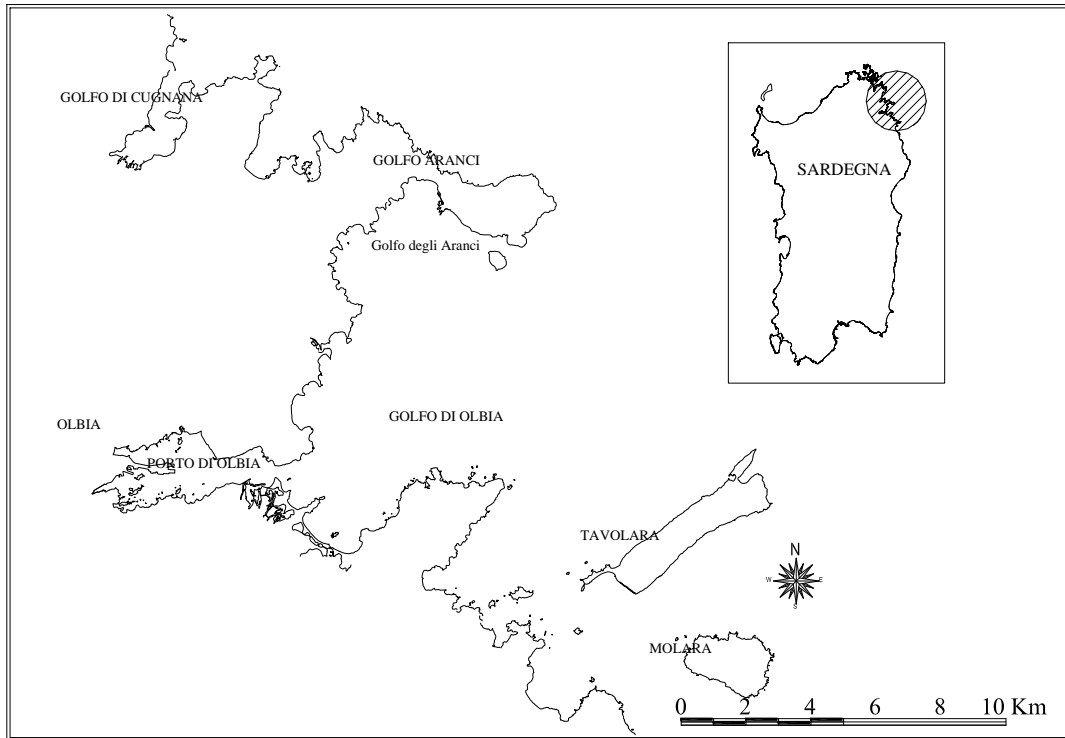 GOLFO DI CUGNANA
GOLFO ARANCI
SARDEGNA
Golfo degli Aranci
GOLFO DI OLBIA
OLBIA
PORTO DI OLBIA
TAVOLARA
N
W E
S
MOLARA
0 2 4 6 8 10 Km